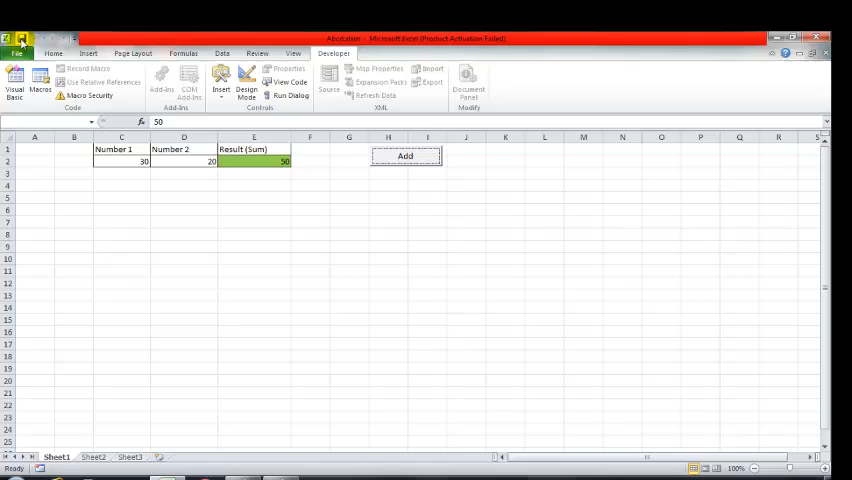 Abcd.xlsm - Microsoft Excel (Product Activation Failed)
File Home Insert Page Layout Formulas Data Review View Developer
Visual Basic
Macros
Record Macro
Use Relative References
Macro Security
Code
Add-Ins
COM Add-Ins
Add-Ins
Insert
Design Mode
Properties
View Code
Run Dialog
Controls
Source
Map Properties
Expansion Packs
Refresh Data
Import
Export
XML
Document Panel
Modify
fx 50
A B C D E F G H I J K L M N O P Q R S
1 Number 1 Number 2 Result (Sum) Add
2 30 20 50
3
4
5
6
7
8
9
10
11
12
13
14
15
16
17
18
19
20
21
22
23
24
25
Sheet1 Sheet2 Sheet3
Ready 100%